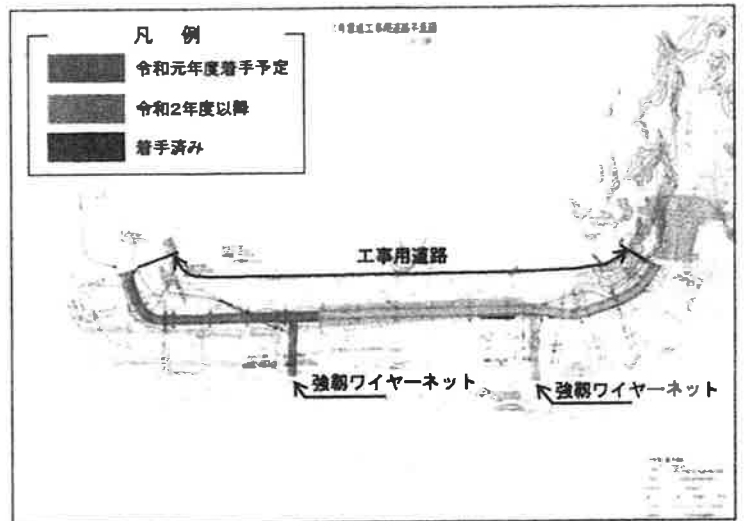 凡 例
令和元年度着手予定
令和2年度以降
着手済み
工事用道路
強靱ワイヤーネット
強靱ワイヤーネット